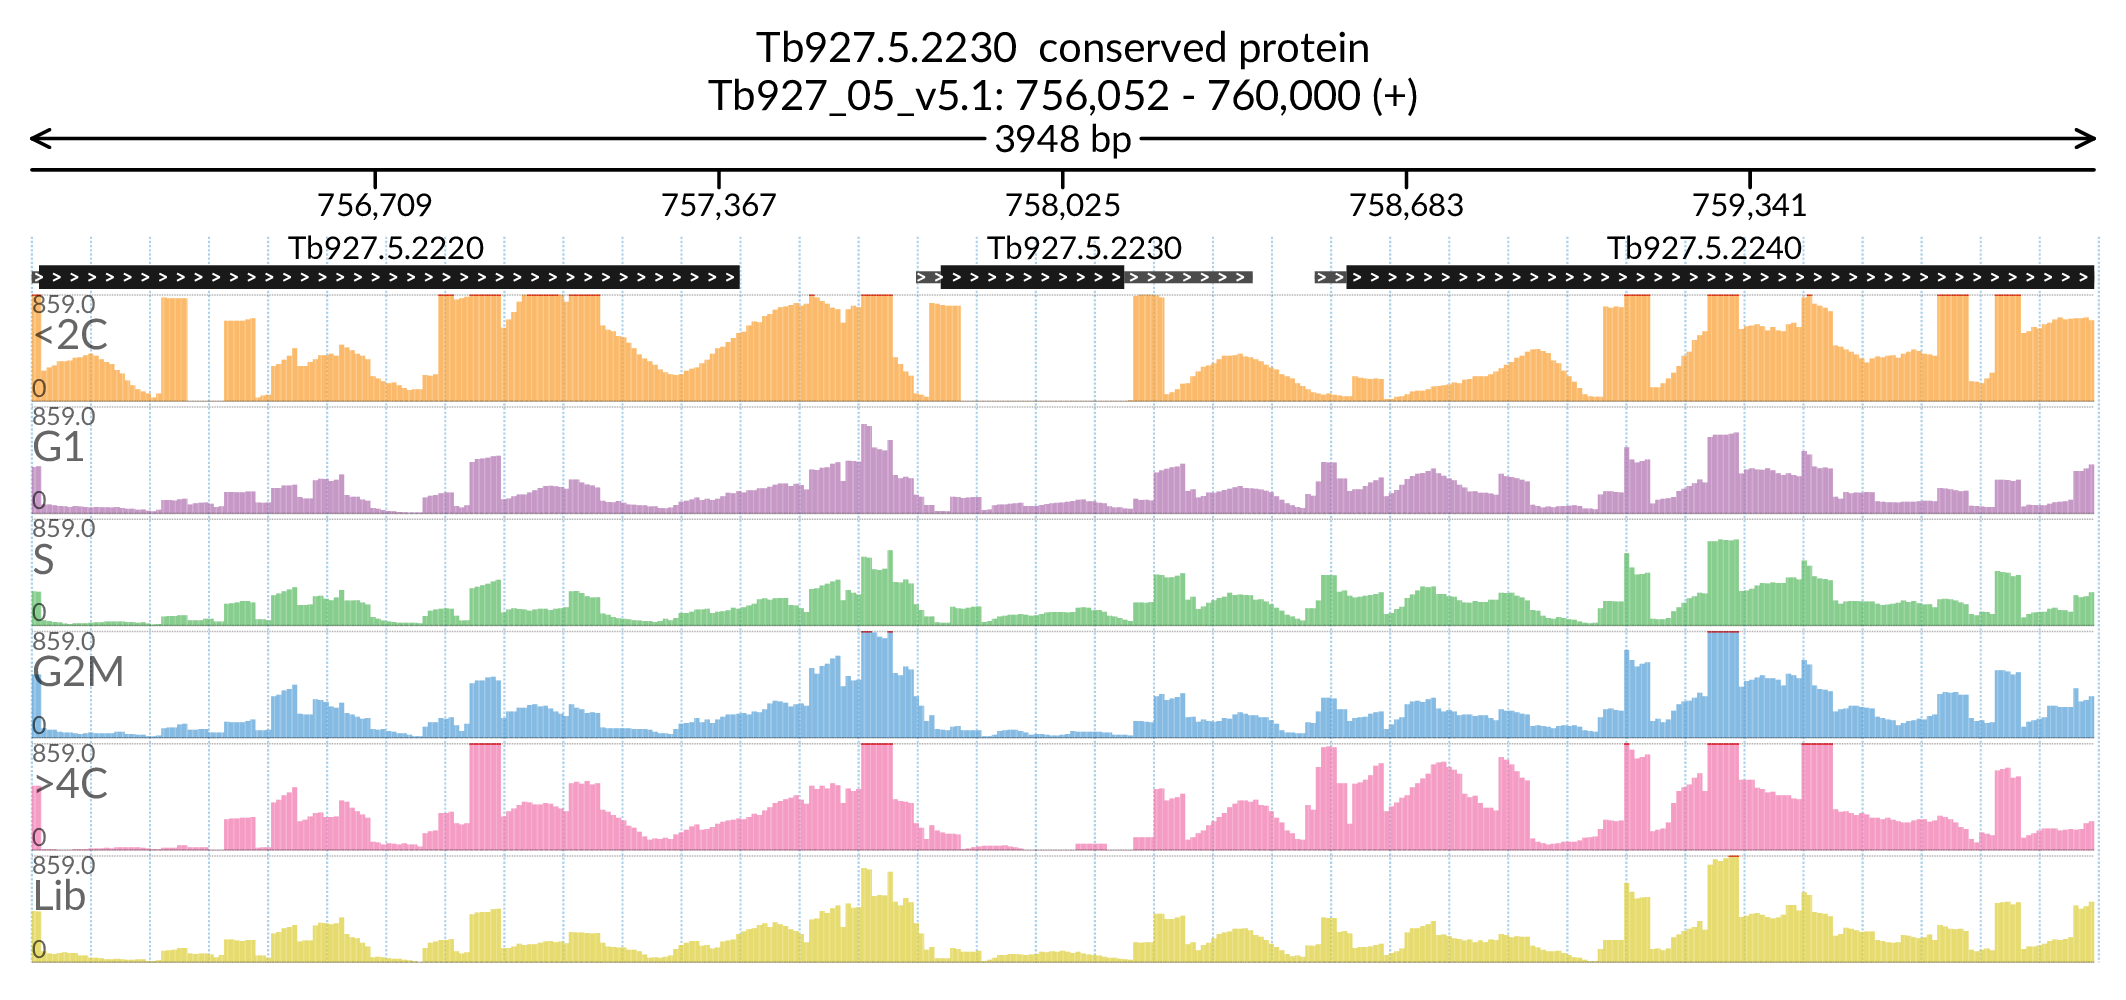 Tb927.5.2230 conserved protein
Tb927_05_v5.1: 756,052 - 760,000 (+)
3948 bp
756,709 757,367 758,025 758,683 759,341
Tb927.5.2220 Tb927.5.2230 Tb927.5.2240
859.0
<2C
0
859.0
G1
0
859.0
S
0
859.0
G2M
0
859.0
>4C
0
859.0
Lib
0